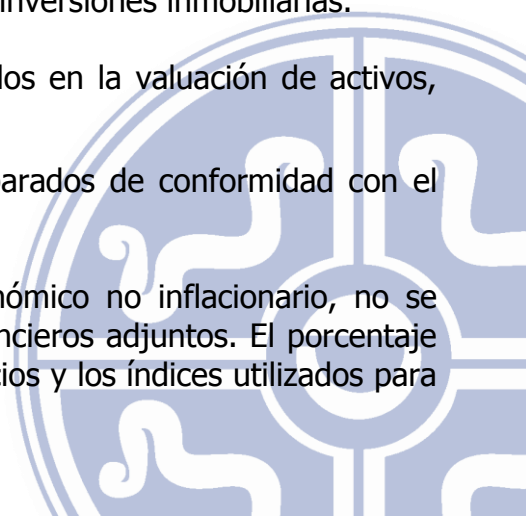 inversiones inmobiliarias.
los en la valuación de activos,
parados de conformidad con el
nómico no inflacionario, no se
ncieros adjuntos. El porcentaje
cios y los índices utilizados para